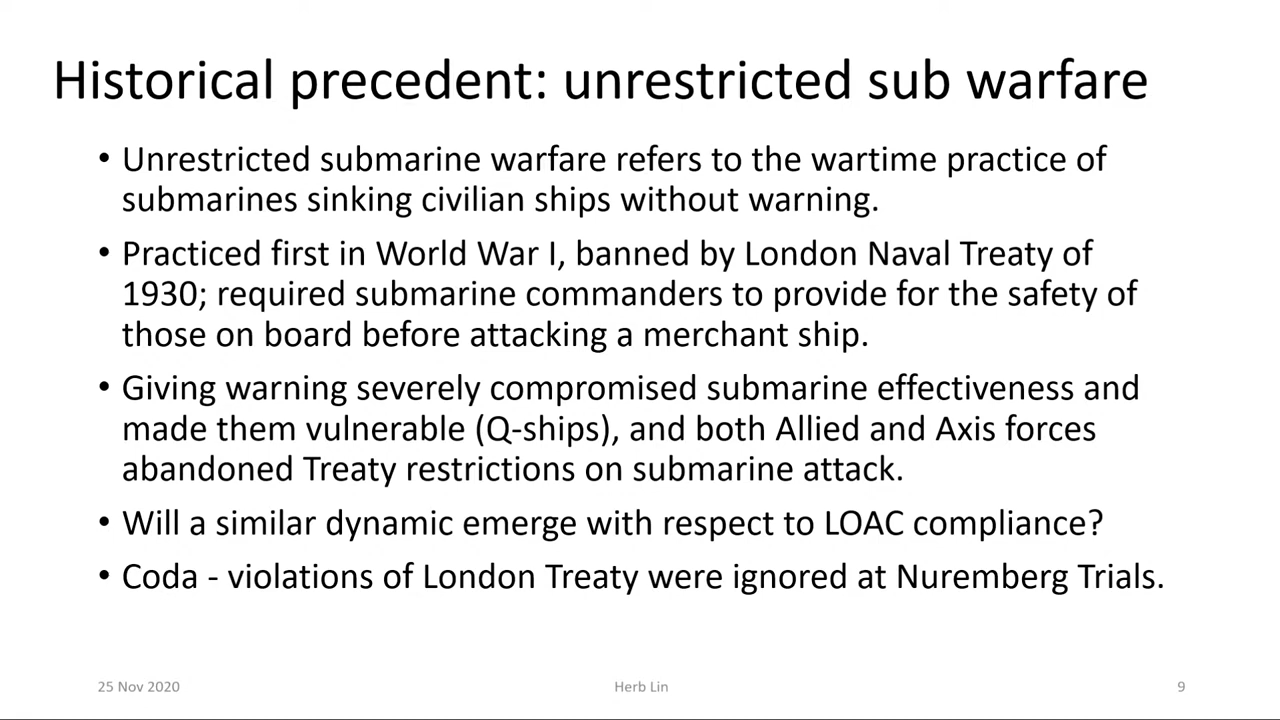 Historical precedent: unrestricted sub warfare
• Unrestricted submarine warfare refers to the wartime practice of
submarines sinking civilian ships without warning.
• Practiced first in World War I, banned by London Naval Treaty of
1930; required submarine commanders to provide for the safety of
those on board before attacking a merchant ship.
• Giving warning severely compromised submarine effectiveness and
made them vulnerable (Q-ships), and both Allied and Axis forces
abandoned Treaty restrictions on submarine attack.
• Will a similar dynamic emerge with respect to LOAC compliance?
• Coda - violations of London Treaty were ignored at Nuremberg Trials.
25 Nov 2020
Herb Lin
9